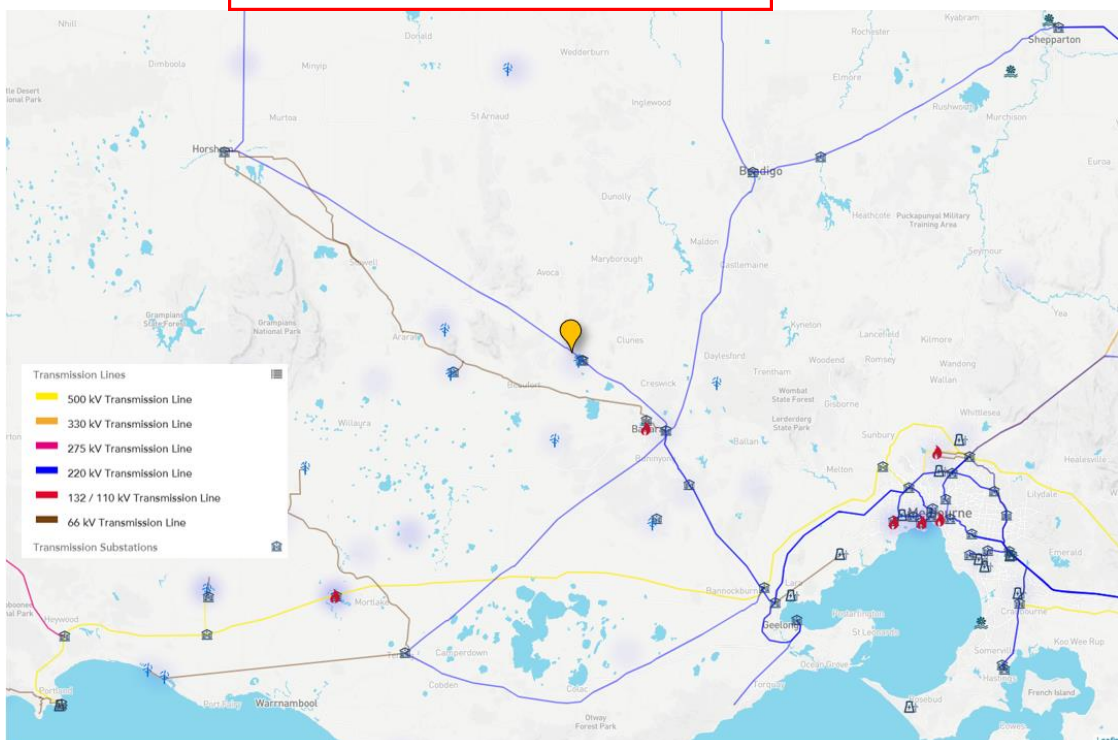 Nhill
Donald
Kyabram
Wedderburn
Rochester
Shepparton
Dimboola
Minyip
Elmore
Inglewood
Rushwo
Murtoa
St Arnaud
Murchison
Horsham
Euroa
Bendigo
Dunolly
Heathcote
Puckapunyal Military
Training Area
Maldon
Seymour
Stawell
Avoca
Maryborough
Castlemaine
Grampians
State Forest
Grampians
National Park
Yea
Kyneton
Lancefield
Kilmore
Ararat
Clunes
Daylesford
Woodend
Romsey
Wandong
Trentham
Wallan
Beaufort
Creswick
Wombat
State Forest
Gisborne
Whittlesea
Lerderderg
State Park
Willaura
Ballan
Sunbury
Healesville
Buninyong
Melton
Lilydale
Melbourne
Emerald
Transmission Lines
500 kV Transmission Line
330 kV Transmission Line
275 kV Transmission Line
220 kV Transmission Line
132 / 110 kV Transmission Line
66 kV Transmission Line
Transmission Substations
Bannockburn
Lara
Mortlake
Portarlington
Cranbourne
Heywood
Geelong
St Leonards
Koo Wee Rup
Camperdown
Ocean Grove
Somerville
Cobden
Colac
Torquay
Hastings
Portland
Port Fairy
Warrnambool
Rosebud
French Island
Otway
Forest Park
Cowes